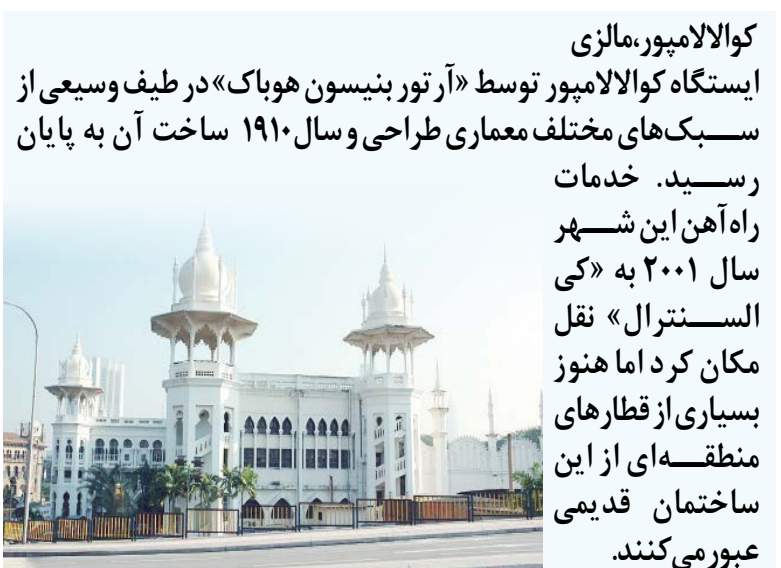 کوالالامپور،مالزی
ایستگاه کوالالامپور توسط «آرتور بنیسون هوباک» در طیف وسیعی از
سبک‌های مختلف معماری طراحی و سال ۱۹۱۰ ساخت آن به پایان
رسید. خدمات
راه‌آهن این شهر
سال ۲۰۰۱ به «کی
السنترال» نقل
مکان کرد اما هنوز
بسیاری از قطارهای
منطقه‌ای از این
ساختمان قدیمی
عبور می‌کنند.